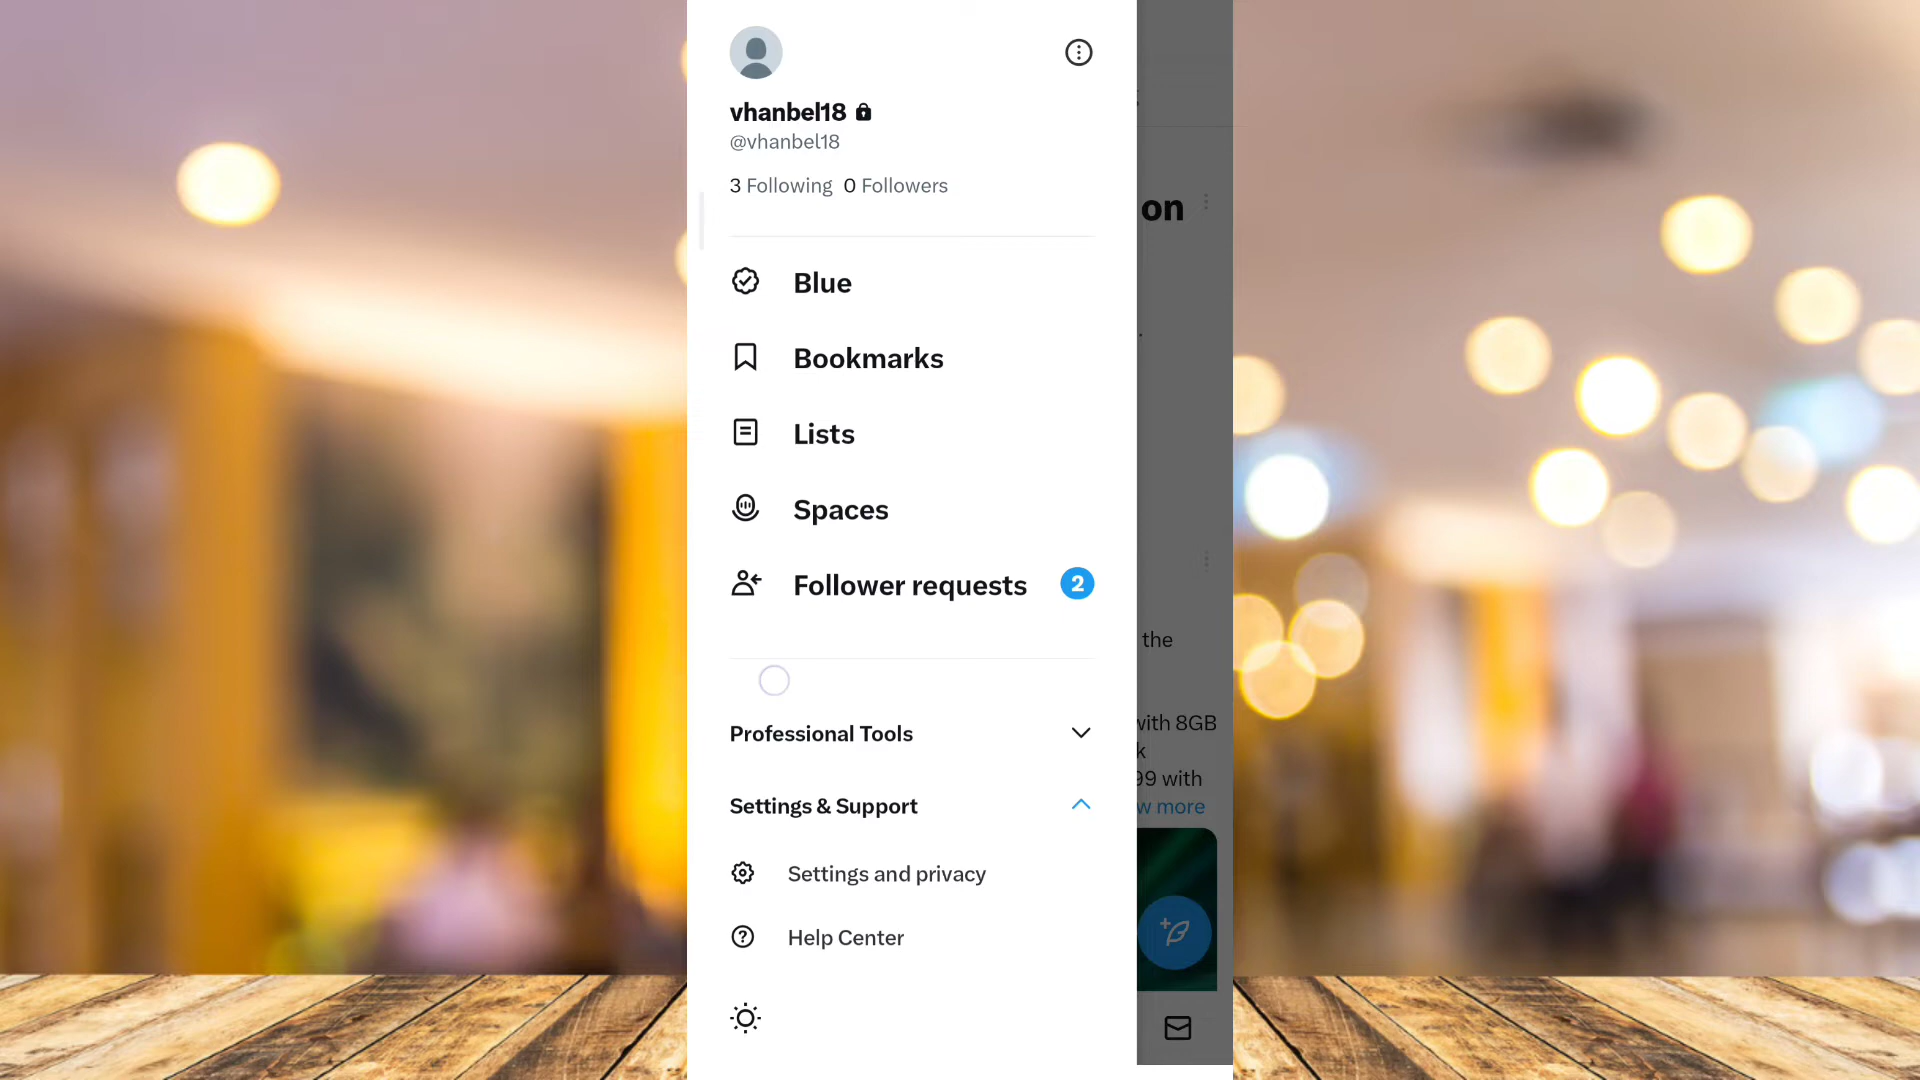 vhanbel18
@vhanbel18
3 Following 0 Followers
on
Blue
Bookmarks
Lists
Spaces
Follower requests 2
the
Professional Tools
with 8GB
k
99 with
Settings & Support
w more
Settings and privacy
Help Center